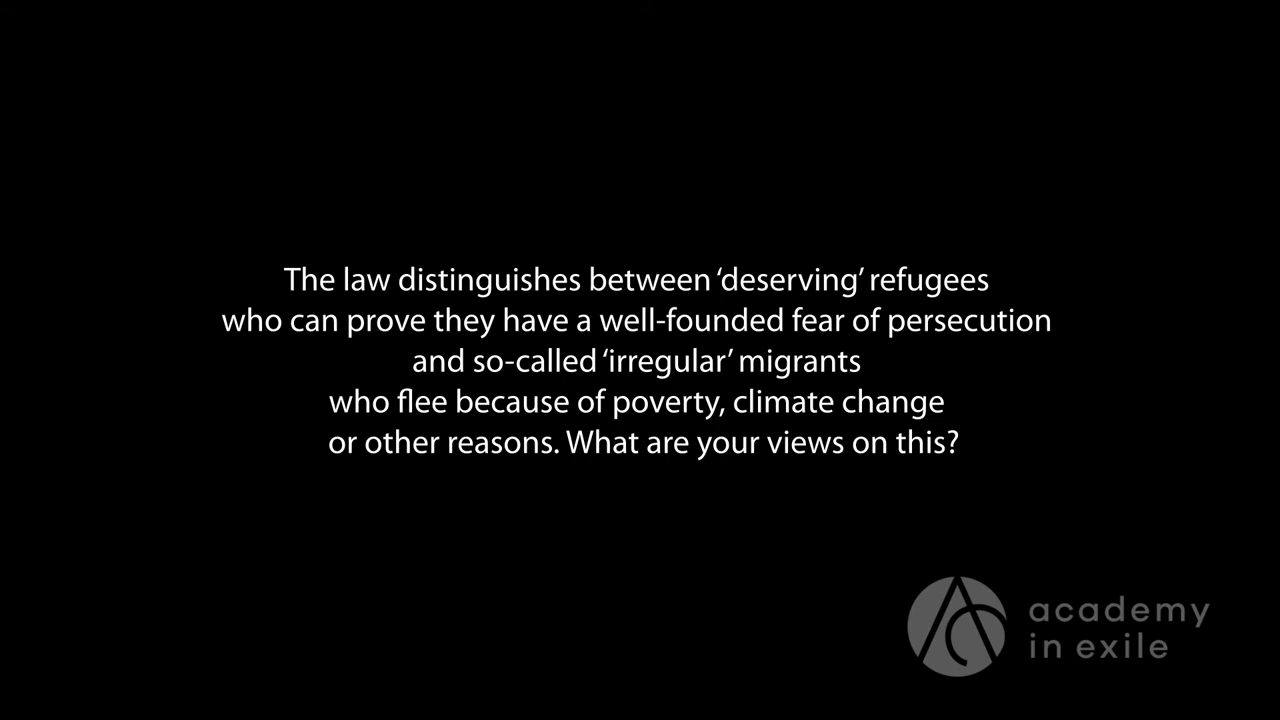 The law distinguishes between ‘deserving’ refugees
who can prove they have a well-founded fear of persecution
and so-called ‘irregular’ migrants
who flee because of poverty, climate change
or other reasons. What are your views on this?
academy
in exile